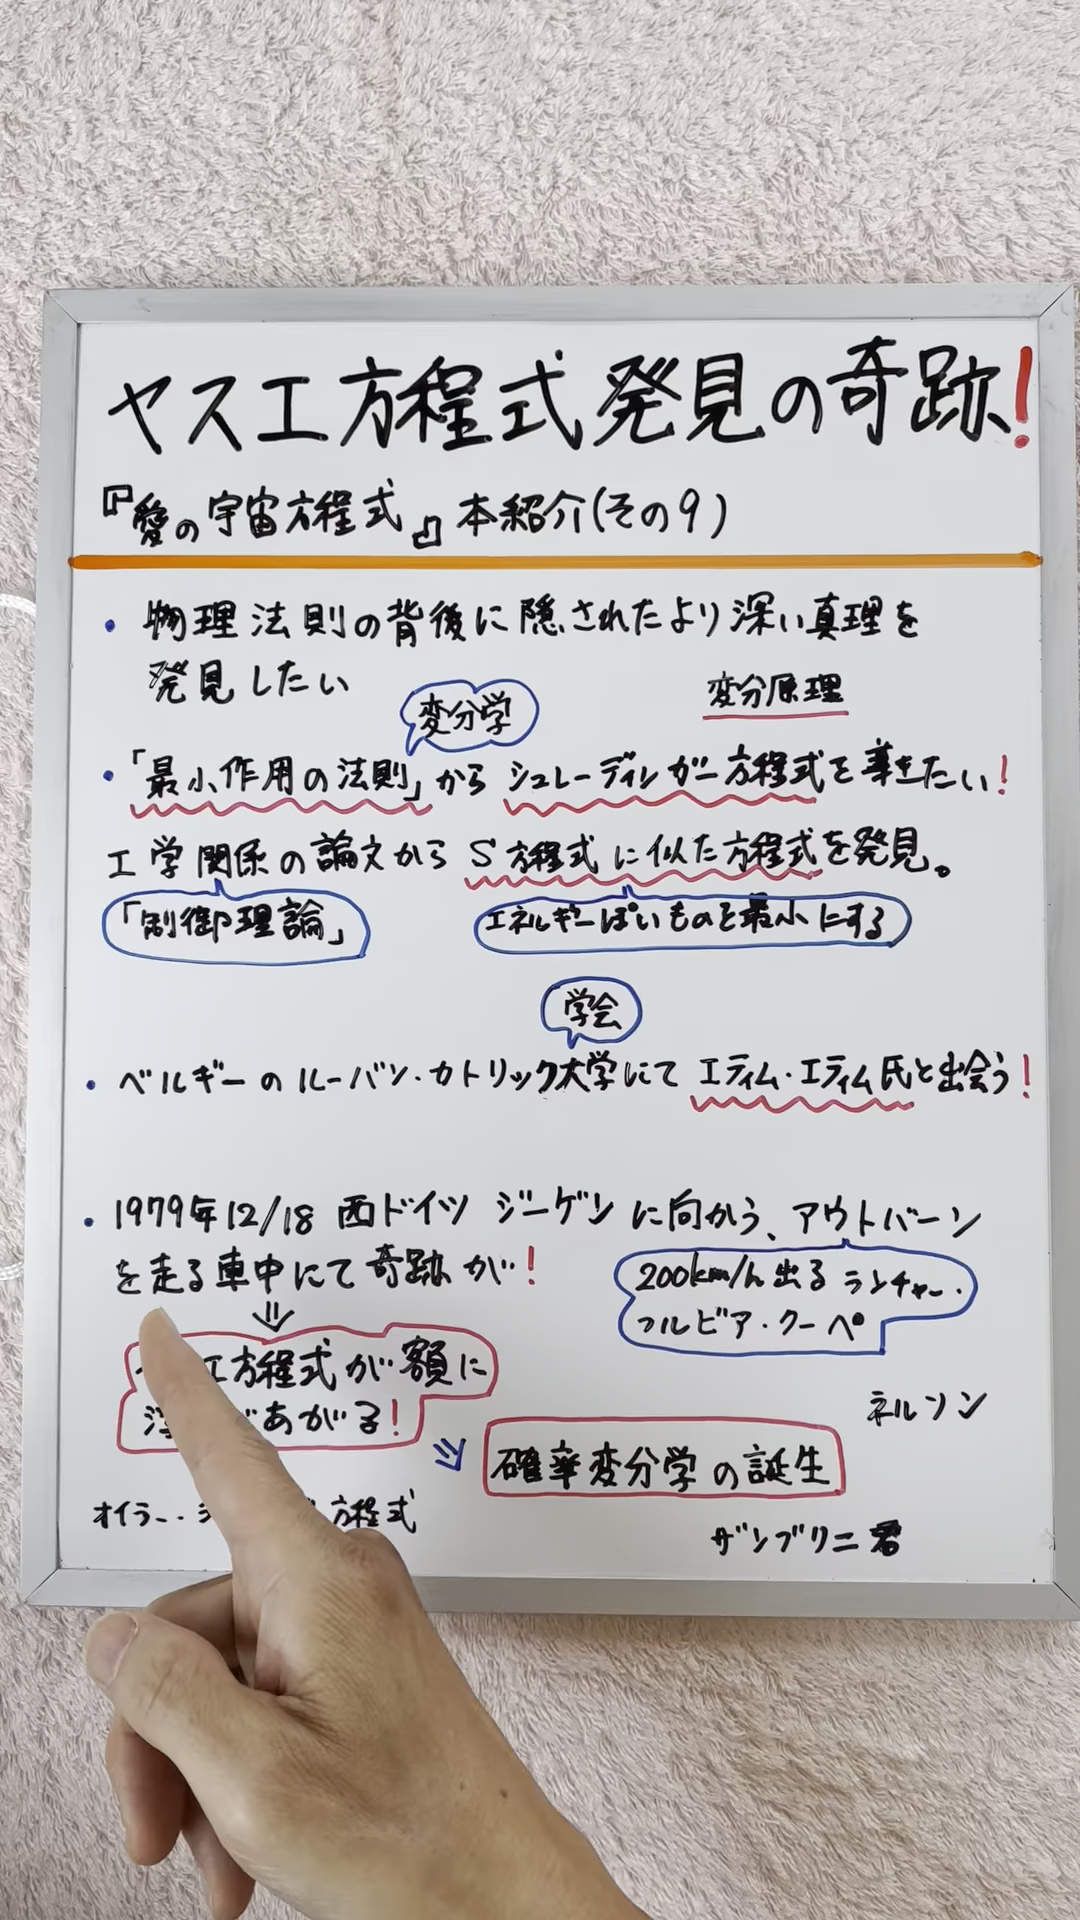 ヤスエ方程式発見の奇跡!
『愛の宇宙方程式』本紹介(その9)
・物理法則の背後に隠されたより深い真理を
発見したい
変分学
変分原理
・「最小作用の法則」からシュレーディンガー方程式を導きたい!
工学関係の論文からS方程式に似た方程式を発見。
「制御理論」
エネルギーぽいものを最小にする
学会
・ベルギーのルーバン・カトリック大学にてエティム・エティム氏と出会う!
・1979年12/18 西ドイツ ジーゲンに向かう、アウトバーン
を走る車中にて奇跡が!
200km/h出るランチャー・
フルビア・クーペ
⇓
エ方程式が額に
あがる!
ネルソン
⇒
確率変分学の誕生
オイラー・
方程式
ザンブリニ君